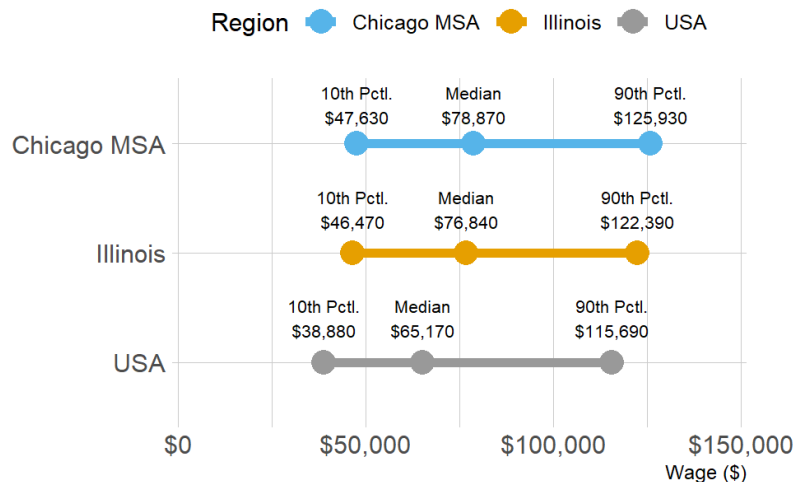 Region Chicago MSA Illinois USA
10th Pctl. Median 90th Pctl.
$47,630 $78,870 $125,930
Chicago MSA
10th Pctl. Median 90th Pctl.
$46,470 $76,840 $122,390
Illinois
10th Pctl. Median 90th Pctl.
$38,880 $65,170 $115,690
USA
$0 $50,000 $100,000 $150,000
Wage ($)